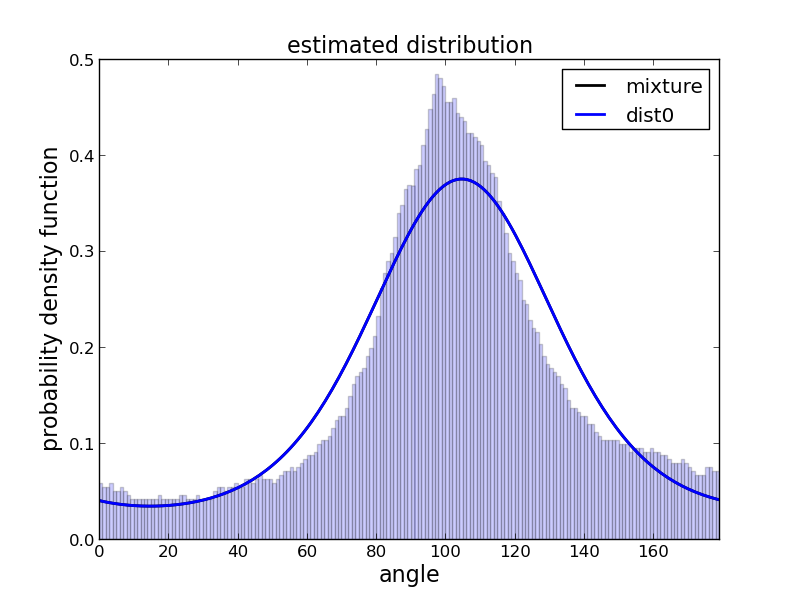 estimated distribution
mixture
dist0
probability density function
0.5
0.4
0.3
0.2
0.1
0.0
0 20 40 60 80 100 120 140 160
angle